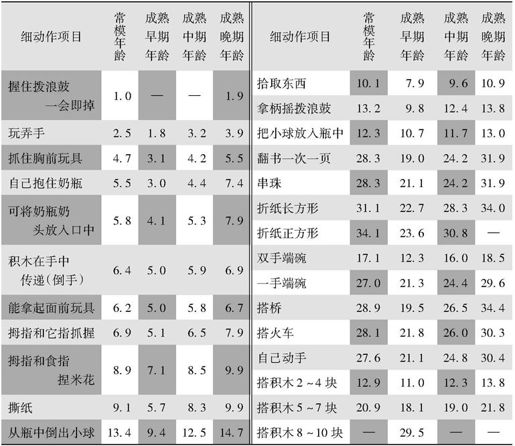 细动作项目 常模年龄 成熟早期年龄 成熟中期年龄 成熟晚期年龄
握住拨浪鼓
一会即掉 1.0 — — 1.9
玩弄手 2.5 1.8 3.2 3.9
抓住胸前玩具 4.7 3.1 4.2 5.5
自己抱住奶瓶 5.5 3.0 4.4 7.4
可将奶瓶奶
头放入口中 5.8 4.1 5.3 7.9
积木在手中
传递(倒手) 6.4 5.0 5.9 6.9
能拿起面前玩具 6.2 5.0 5.8 6.7
拇指和它指抓握 6.9 5.1 6.5 7.9
拇指和食指
捏米花 8.9 7.1 8.5 9.9
撕纸 9.1 5.7 8.3 9.9
从瓶中倒出小球 13.4 9.4 12.5 14.7
细动作项目 常模年龄 成熟早期年龄 成熟中期年龄 成熟晚期年龄
拾取东西 10.1 7.9 9.6 10.9
拿柄摇拨浪鼓 13.2 9.8 12.4 13.8
把小球放入瓶中 12.3 10.7 11.7 13.0
翻书一次一页 28.3 19.0 24.2 31.9
串珠 28.3 21.1 24.2 31.9
折纸长方形 31.1 22.7 28.3 34.0
折纸正方形 34.1 23.6 30.8 —
双手端碗 17.1 12.3 16.0 18.5
一手端碗 27.0 21.3 24.4 29.6
搭桥 28.9 19.5 26.5 34.4
搭火车 28.1 21.8 26.0 30.3
自己动手 27.6 21.1 24.8 30.4
搭积木2~4块 12.9 11.0 12.3 13.8
搭积木5~7块 20.9 18.1 19.0 21.8
搭积木8~10块 — 29.5 — —